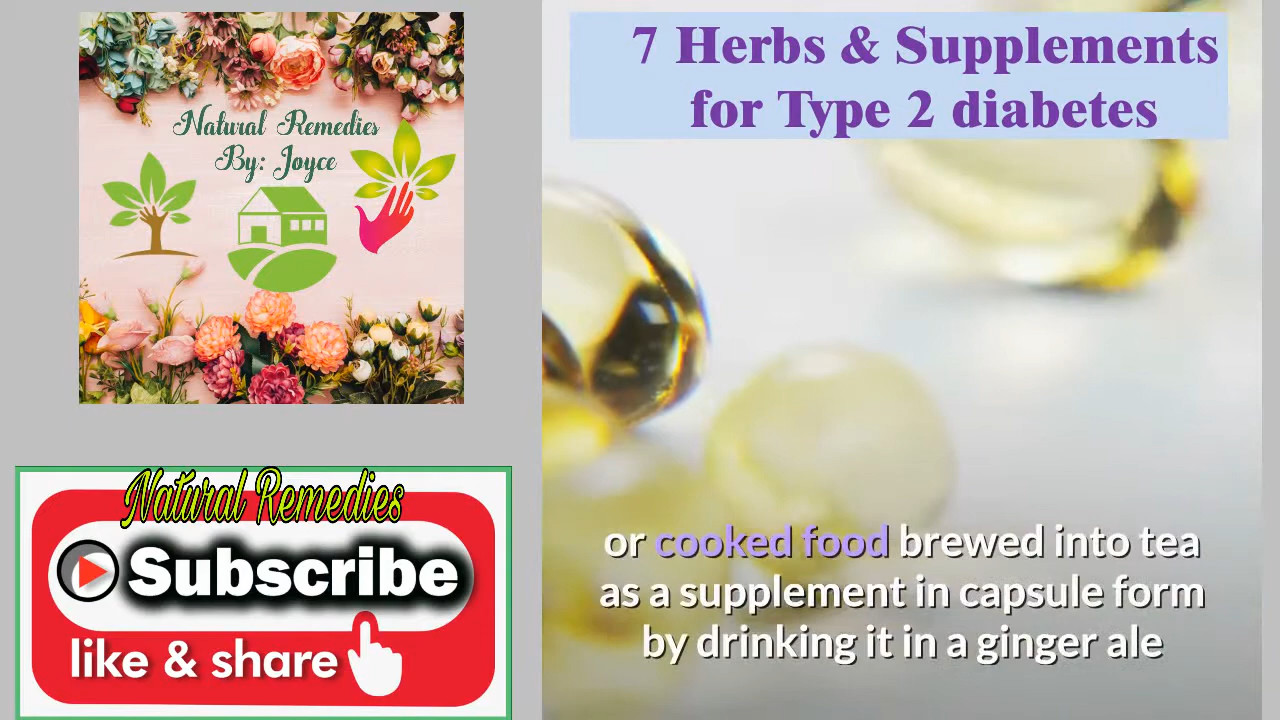 Natural Remedies
By: Joyce
Natural Remedies
Subscribe
like & share
7 Herbs & Supplements
for Type 2 diabetes
or cooked food brewed into tea
as a supplement in capsule form
by drinking it in a ginger ale